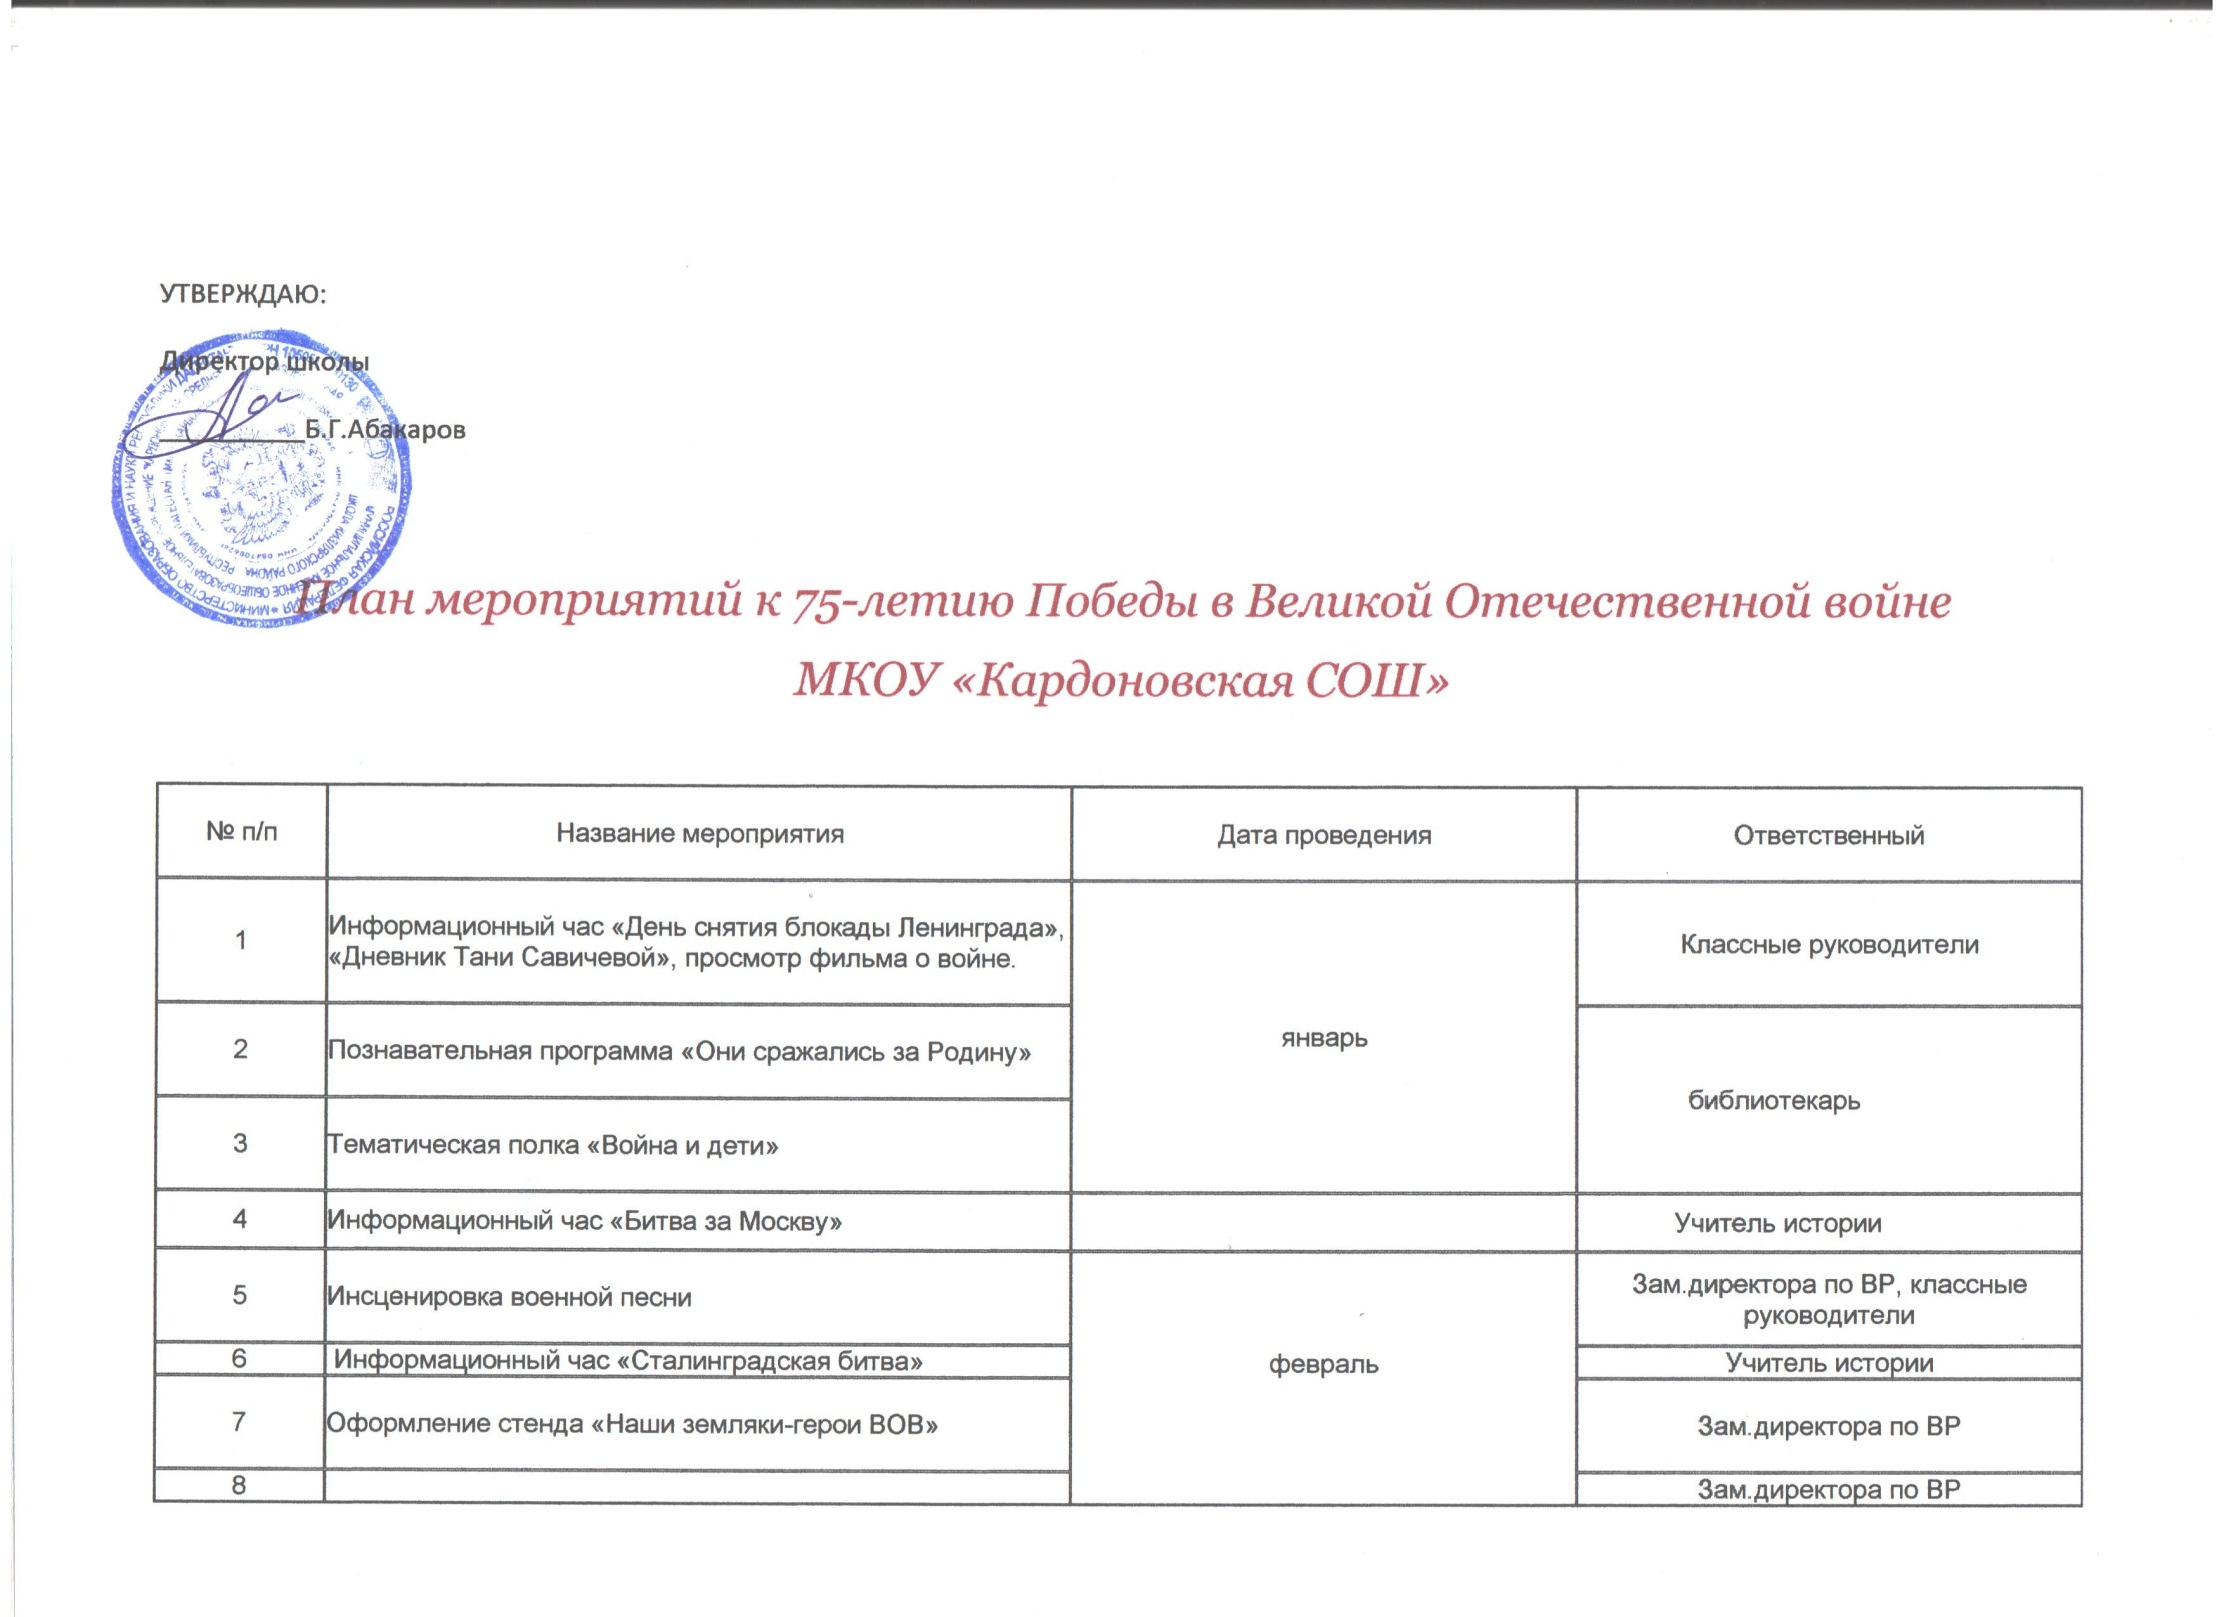 УТВЕРЖДАЮ:
Директор школы
Б.Г.Абакаров
План мероприятий к 75-летию Победы в Великой Отечественной войне
МКОУ «Кардоновская СОШ»
№ п/п
Название мероприятия
Дата проведения
Ответственный
1
Информационный час «День снятия блокады Ленинграда»,
«Дневник Тани Савичевой», просмотр фильма о войне.
январь
Классные руководители
2
Познавательная программа «Они сражались за Родину»
библиотекарь
3
Тематическая полка «Война и дети»
4
Информационный час «Битва за Москву»
Учитель истории
5
Инсценировка военной песни
февраль
Зам.директора по ВР, классные
руководители
6
Информационный час «Сталинградская битва»
Учитель истории
7
Оформление стенда «Наши земляки-герои ВОВ»
Зам.директора по ВР
8
Зам.директора по ВР